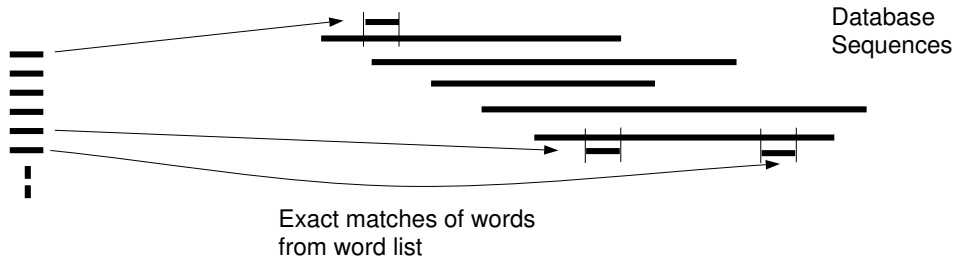 Database
Sequences
Exact matches of words
from word list